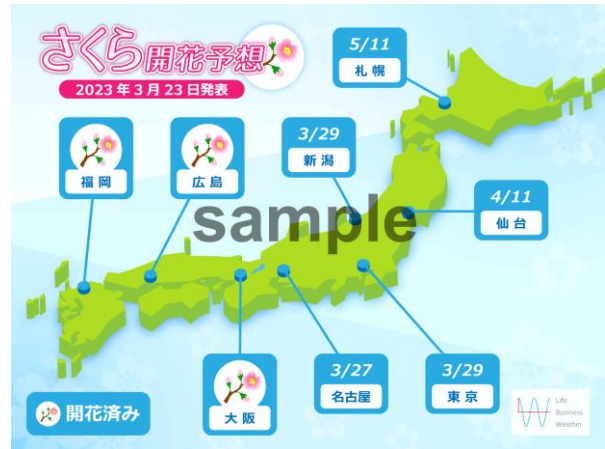 さくら開花予想
2023年3月23日発表
5/11
札幌
3/29
新潟
福岡
広島
4/11
仙台
sample
大阪
3/27
名古屋
3/29
東京
開花済み
Life
Business
Weather